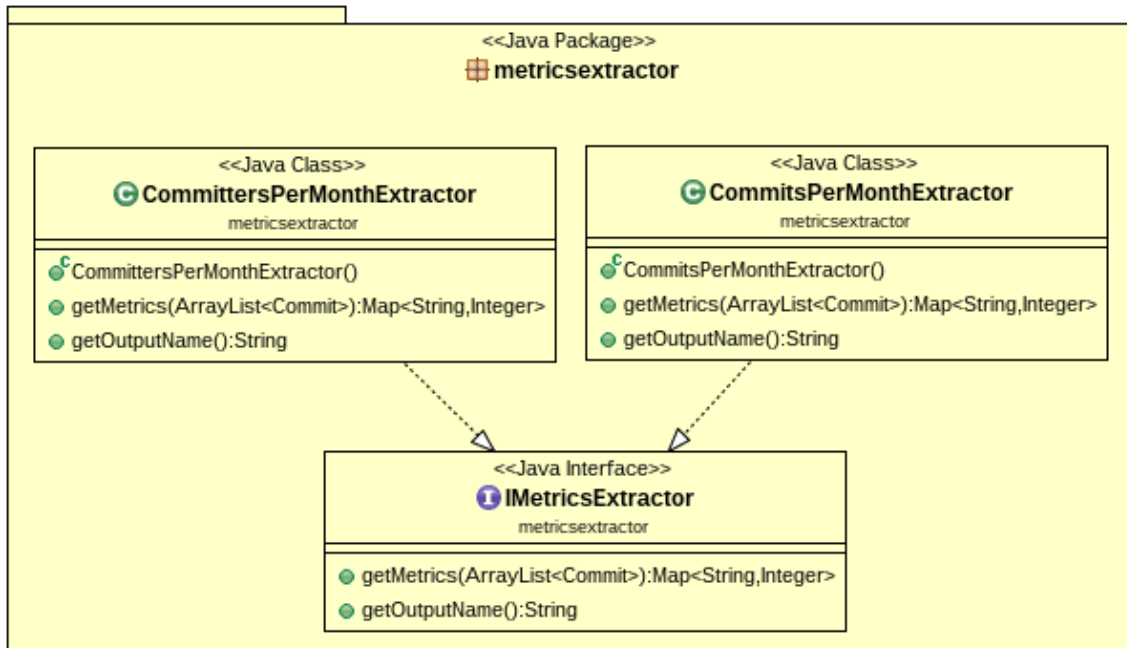 <<Java Package>>
metricsextractor
<<Java Class>>
CommittersPerMonthExtractor
metricsextractor
CommittersPerMonthExtractor()
getMetrics(ArrayList<Commit>):Map<String,Integer>
getOutputName():String
<<Java Class>>
CommitsPerMonthExtractor
metricsextractor
CommitsPerMonthExtractor()
getMetrics(ArrayList<Commit>):Map<String,Integer>
getOutputName():String
<<Java Interface>>
IMetricsExtractor
metricsextractor
getMetrics(ArrayList<Commit>):Map<String,Integer>
getOutputName():String